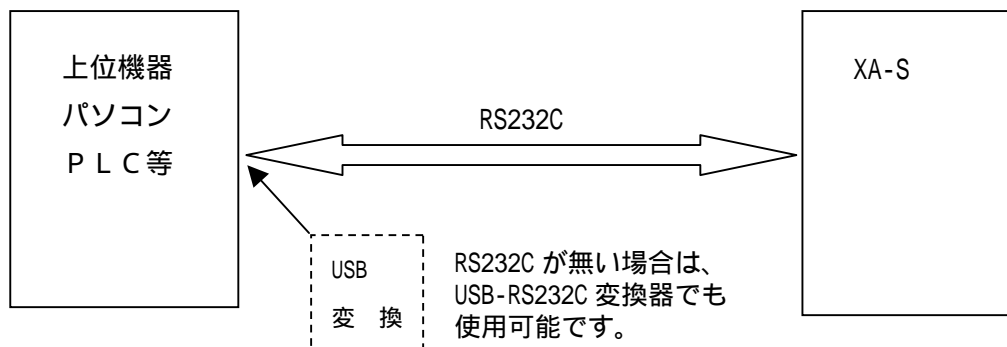 上位機器
パソコン
ＰＬＣ等
RS232C
XA-S
USB
変　換
RS232C が無い場合は、
USB-RS232C 変換器でも
使用可能です。